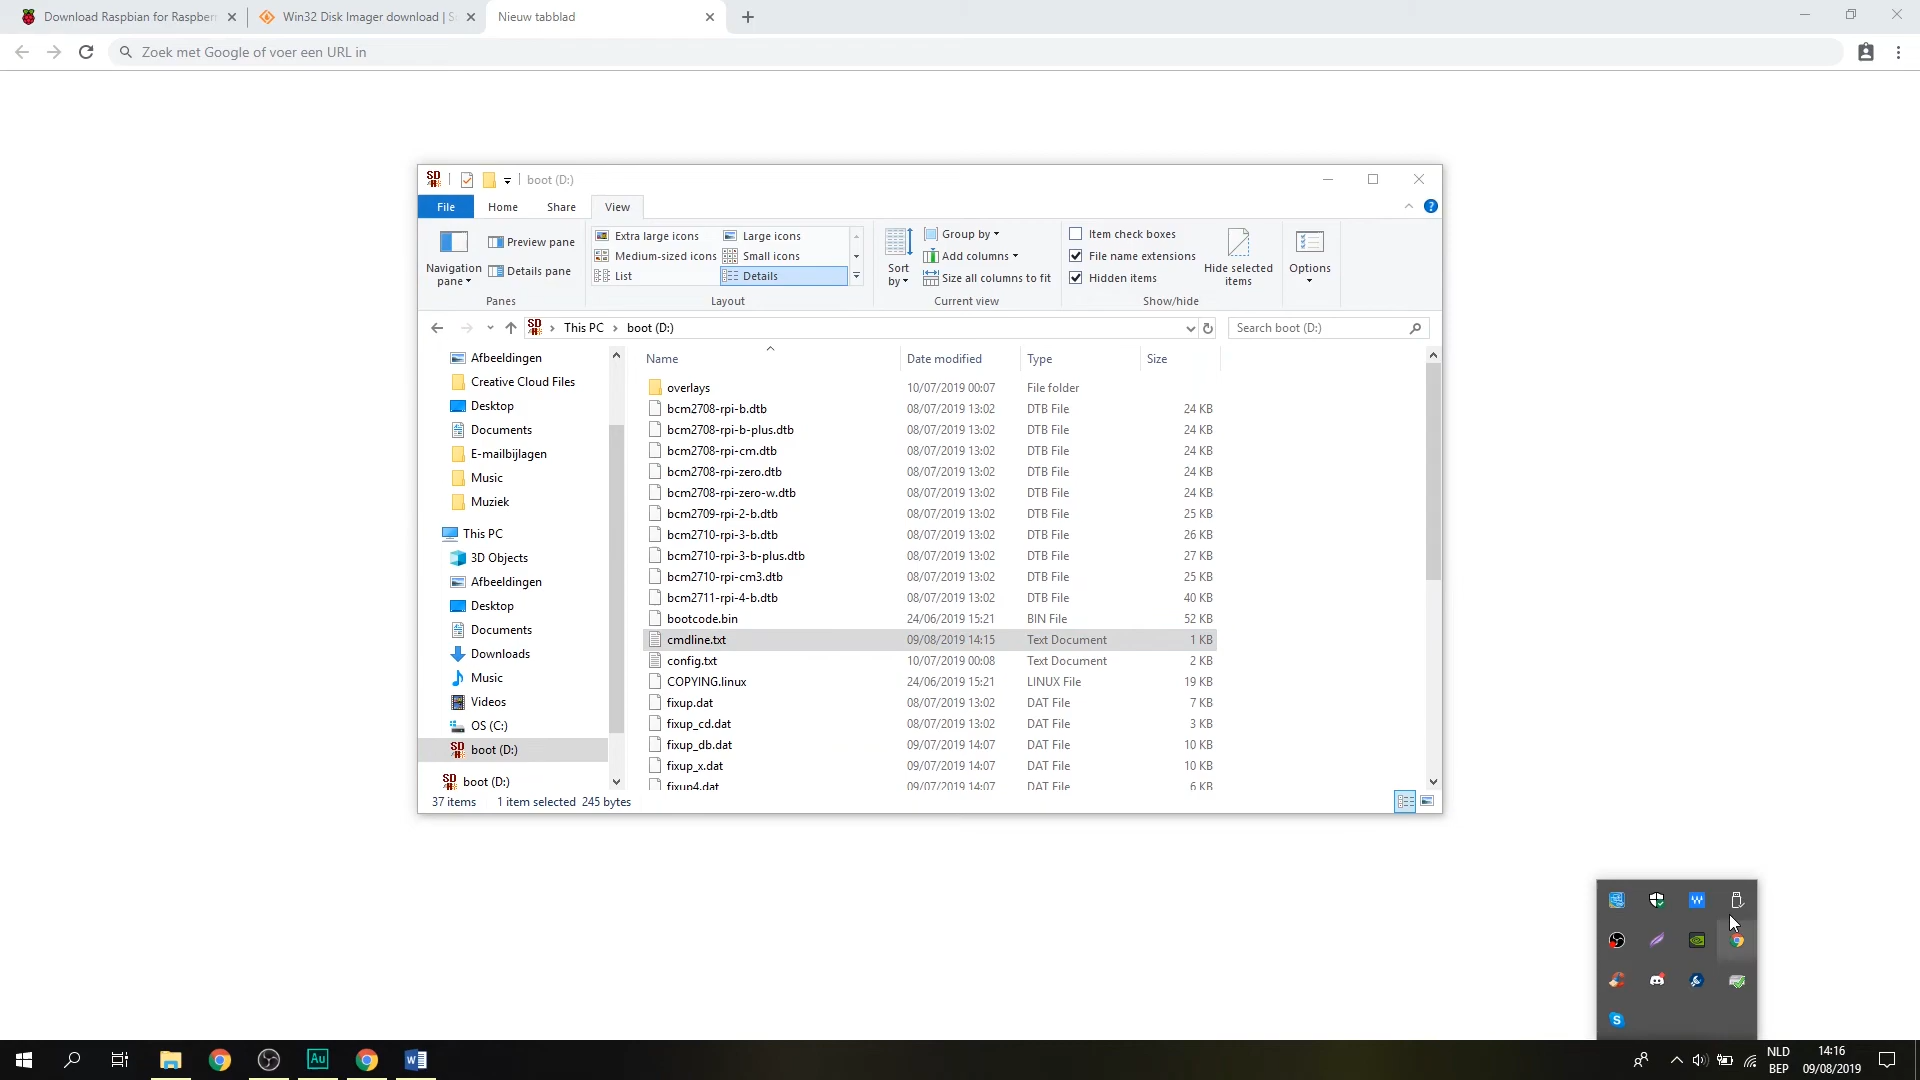 Download Raspbian for Raspberr
Win32 Disk Imager download | S
Nieuw tabblad
Zoek met Google of voer een URL in
boot (D:)
File
Home
Share
View
Navigation pane
Preview pane
Details pane
Panes
Extra large icons
Large icons
Medium-sized icons
Small icons
List
Details
Layout
Sort by
Group by
Add columns
Size all columns to fit
Current view
Item check boxes
File name extensions
Hidden items
Hide selected items
Show/hide
Options
This PC
boot (D:)
Search boot (D:)
Afbeeldingen
Creative Cloud Files
Desktop
Documents
E-mailbijlagen
Music
Muziek
This PC
3D Objects
Afbeeldingen
Desktop
Documents
Downloads
Music
Videos
OS (C:)
boot (D:)
boot (D:)
Name Date modified Type Size
overlays 10/07/2019 00:07 File folder
bcm2708-rpi-b.dtb 08/07/2019 13:02 DTB File 24 KB
bcm2708-rpi-b-plus.dtb 08/07/2019 13:02 DTB File 24 KB
bcm2708-rpi-cm.dtb 08/07/2019 13:02 DTB File 24 KB
bcm2708-rpi-zero.dtb 08/07/2019 13:02 DTB File 24 KB
bcm2708-rpi-zero-w.dtb 08/07/2019 13:02 DTB File 24 KB
bcm2709-rpi-2-b.dtb 08/07/2019 13:02 DTB File 25 KB
bcm2710-rpi-3-b.dtb 08/07/2019 13:02 DTB File 26 KB
bcm2710-rpi-3-b-plus.dtb 08/07/2019 13:02 DTB File 27 KB
bcm2710-rpi-cm3.dtb 08/07/2019 13:02 DTB File 25 KB
bcm2711-rpi-4-b.dtb 08/07/2019 13:02 DTB File 40 KB
bootcode.bin 24/06/2019 15:21 BIN File 52 KB
cmdline.txt 09/08/2019 14:15 Text Document 1 KB
config.txt 10/07/2019 00:08 Text Document 2 KB
COPYING.linux 24/06/2019 15:21 LINUX File 19 KB
fixup.dat 08/07/2019 13:02 DAT File 7 KB
fixup_cd.dat 08/07/2019 13:02 DAT File 3 KB
fixup_db.dat 09/07/2019 14:07 DAT File 10 KB
fixup_x.dat 09/07/2019 14:07 DAT File 10 KB
fixup4.dat 09/07/2019 14:07 DAT File 6 KB
37 items 1 item selected 245 bytes
NLD
BEP
14:16
09/08/2019